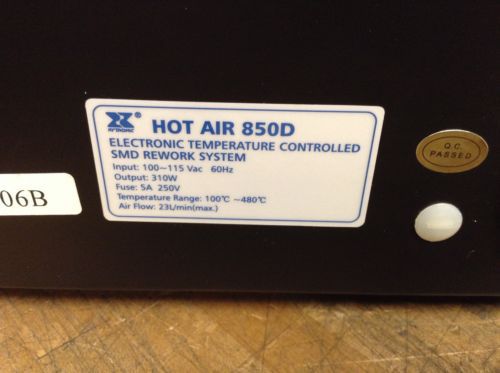 HOT AIR 850D
ELECTRONIC TEMPERATURE CONTROLLED
SMD REWORK SYSTEM
Input: 100~115 Vac 60Hz
Output: 310W
Fuse: 5A 250V
Temperature Range: 100℃ ~480℃
Air Flow: 23L/min(max.)
06B
Q.C.
PASSED